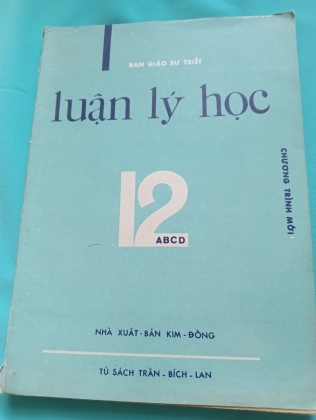 BAN GIÁO SƯ TRIẾT
luận lý học
12
ABCD
CHƯƠNG TRÌNH MỚI
NHÀ XUẤT-BẢN KIM-ĐỒNG
TỦ SÁCH TRẦN-BÍCH-LAN